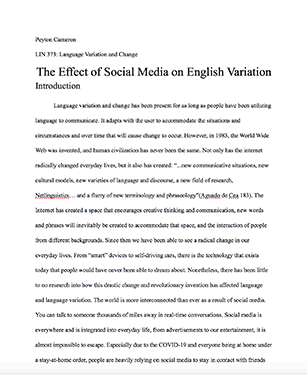 Peyton Cameron
LIN 373: Language Variation and Change
The Effect of Social Media on English Variation
Introduction
Language variation and change has been present for as long as people have been utilizing
language to communicate. It adapts with the user to accommodate the situations and
circumstances and over time that will cause change to occur. However, in 1983, the World Wide
Web was invented, and human civilization has never been the same. Not only has the internet
radically changed everyday lives, but it also has created: “...new communicative situations, new
cultural models, new varieties of language and discourse, a new field of research,
Netlinguistics… and a flurry of new terminology and phraseology”(Aguado de Cea 183). The
Internet has created a space that encourages creative thinking and communication, new words
and phrases will inevitably be created to accommodate that space, and the interaction of people
from different backgrounds. Since then we have been able to see a radical change in our
everyday lives. From “smart” devices to self-driving cars, there is the technology that exists
today that people would have never been able to dream about. Nonetheless, there has been little
to no research into how this drastic change and revolutionary invention has affected language
and language variation. The world is more interconnected than ever as a result of social media.
You can talk to someone thousands of miles away in real-time conversations. Social media is
everywhere and is integrated into everyday life, from advertisements to our entertainment, it is
almost impossible to escape. Especially due to the COVID-19 and everyone being at home under
a stay-at-home order, people are heavily relying on social media to stay in contact with friends